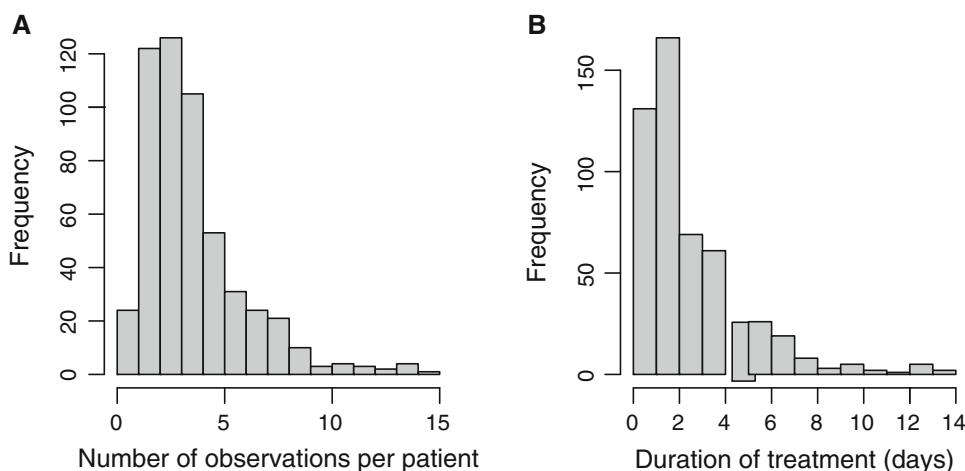 A
Frequency
0 20 40 60 80 100 120
0 5 10 15
Number of observations per patient
B
Frequency
0 50 100 150
0 2 4 6 8 10 12 14
Duration of treatment (days)